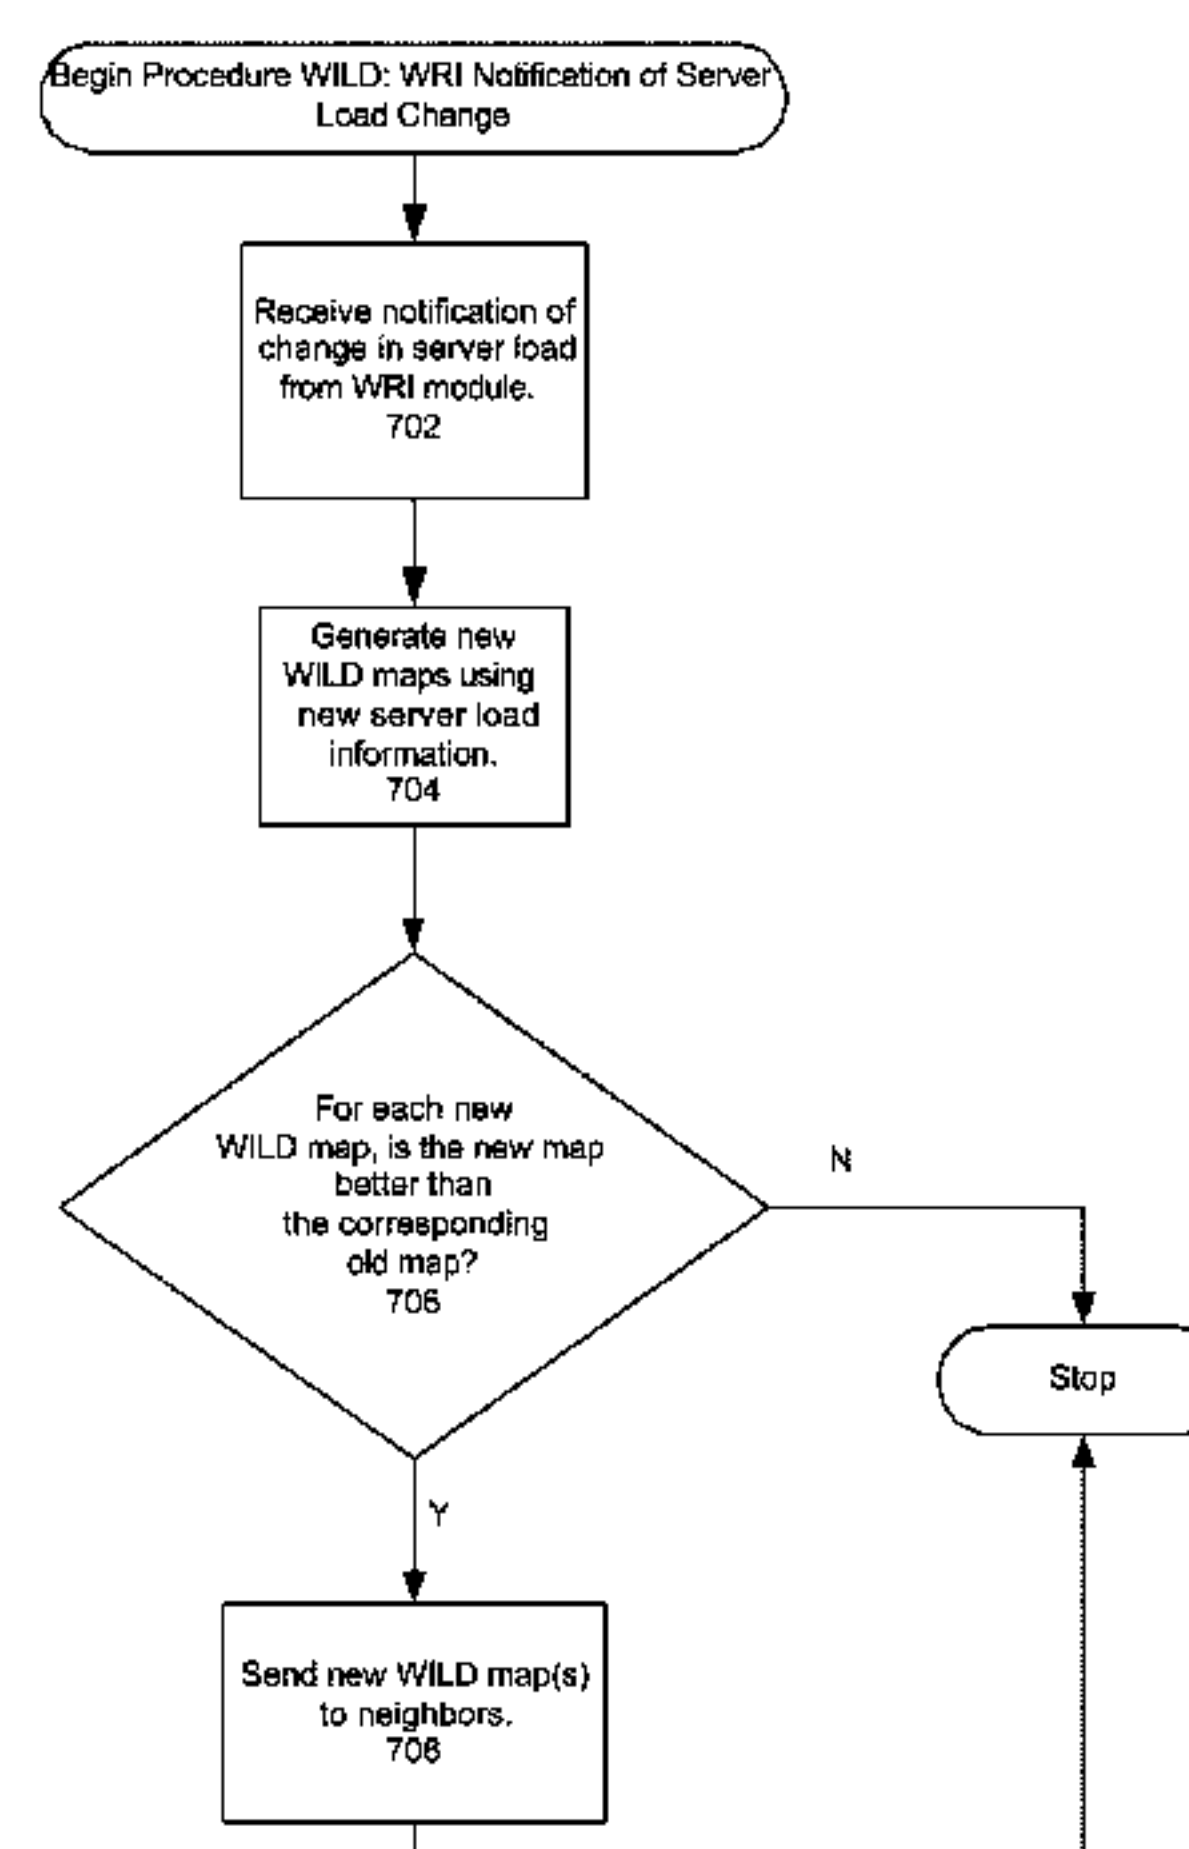 Begin Procedure WILD: WRI Notification of Server
Load Change
Receive notification of
change in server load
from WRI module.
702
Generate new
WILD maps using
new server load
information.
704
For each new
WILD map, is the new map
better than
the corresponding
old map?
706
N
Stop
Y
Send new WILD map(s)
to neighbors.